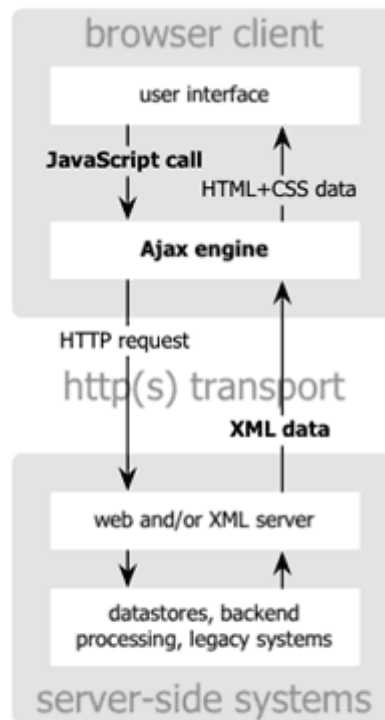 browser client
user interface
JavaScript call
HTML+CSS data
Ajax engine
HTTP request
http(s) transport
XML data
web and/or XML server
datastores, backend
processing, legacy systems
server-side systems